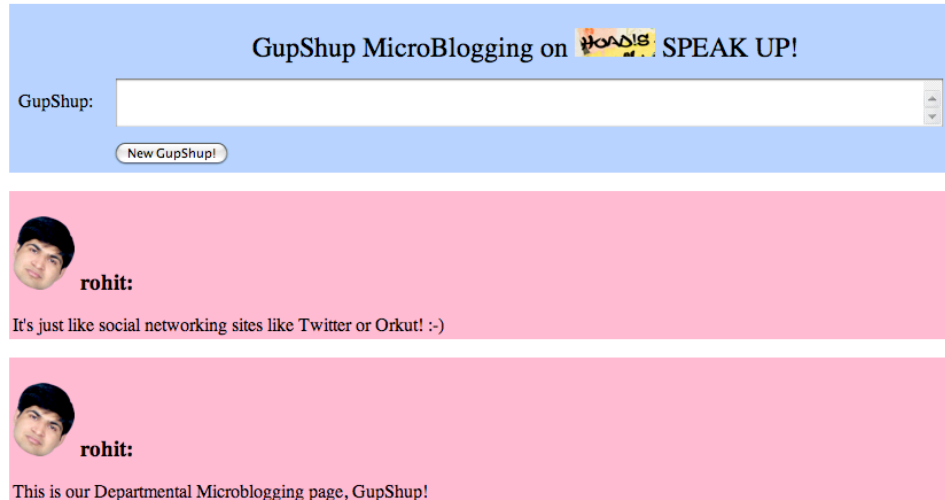 GupShup MicroBlogging on HOAD!S SPEAK UP!
GupShup:
New GupShup!
rohit:
It's just like social networking sites like Twitter or Orkut! :-)
rohit:
This is our Departmental Microblogging page, GupShup!